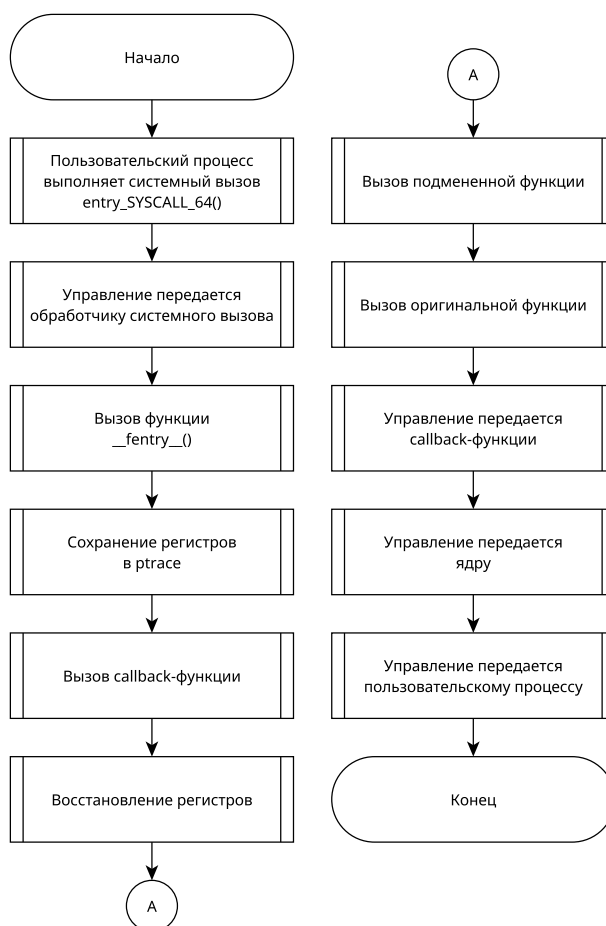 Начало
Пользовательский процесс
выполняет системный вызов
entry_SYSCALL_64()
Управление передается
обработчику системного вызова
Вызов функции
__fentry__()
Сохранение регистров
в ptrace
Вызов callback-функции
Восстановление регистров
A
A
Вызов подмененной функции
Вызов оригинальной функции
Управление передается
callback-функции
Управление передается
ядру
Управление передается
пользовательскому процессу
Конец